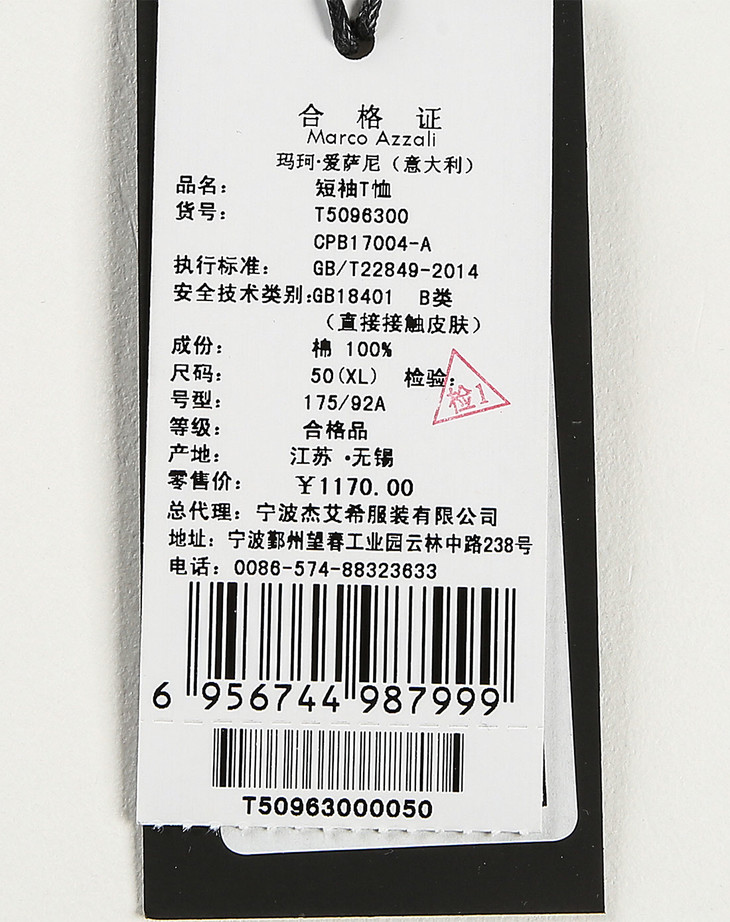 合格证
Marco Azzali
玛珂·爱萨尼（意大利）
品名： 短袖T恤
货号： T5096300
CPB17004-A
执行标准： GB/T22849-2014
安全技术类别：GB18401 B类
（直接接触皮肤）
成份： 棉 100%
尺码： 50(XL) 检验：
检1
号型： 175/92A
等级： 合格品
产地： 江苏·无锡
零售价： ￥1170.00
总代理：宁波杰艾希服装有限公司
地址：宁波鄞州望春工业园云林中路238号
电话：0086-574-88323633
6 956744 987999
T50963000050